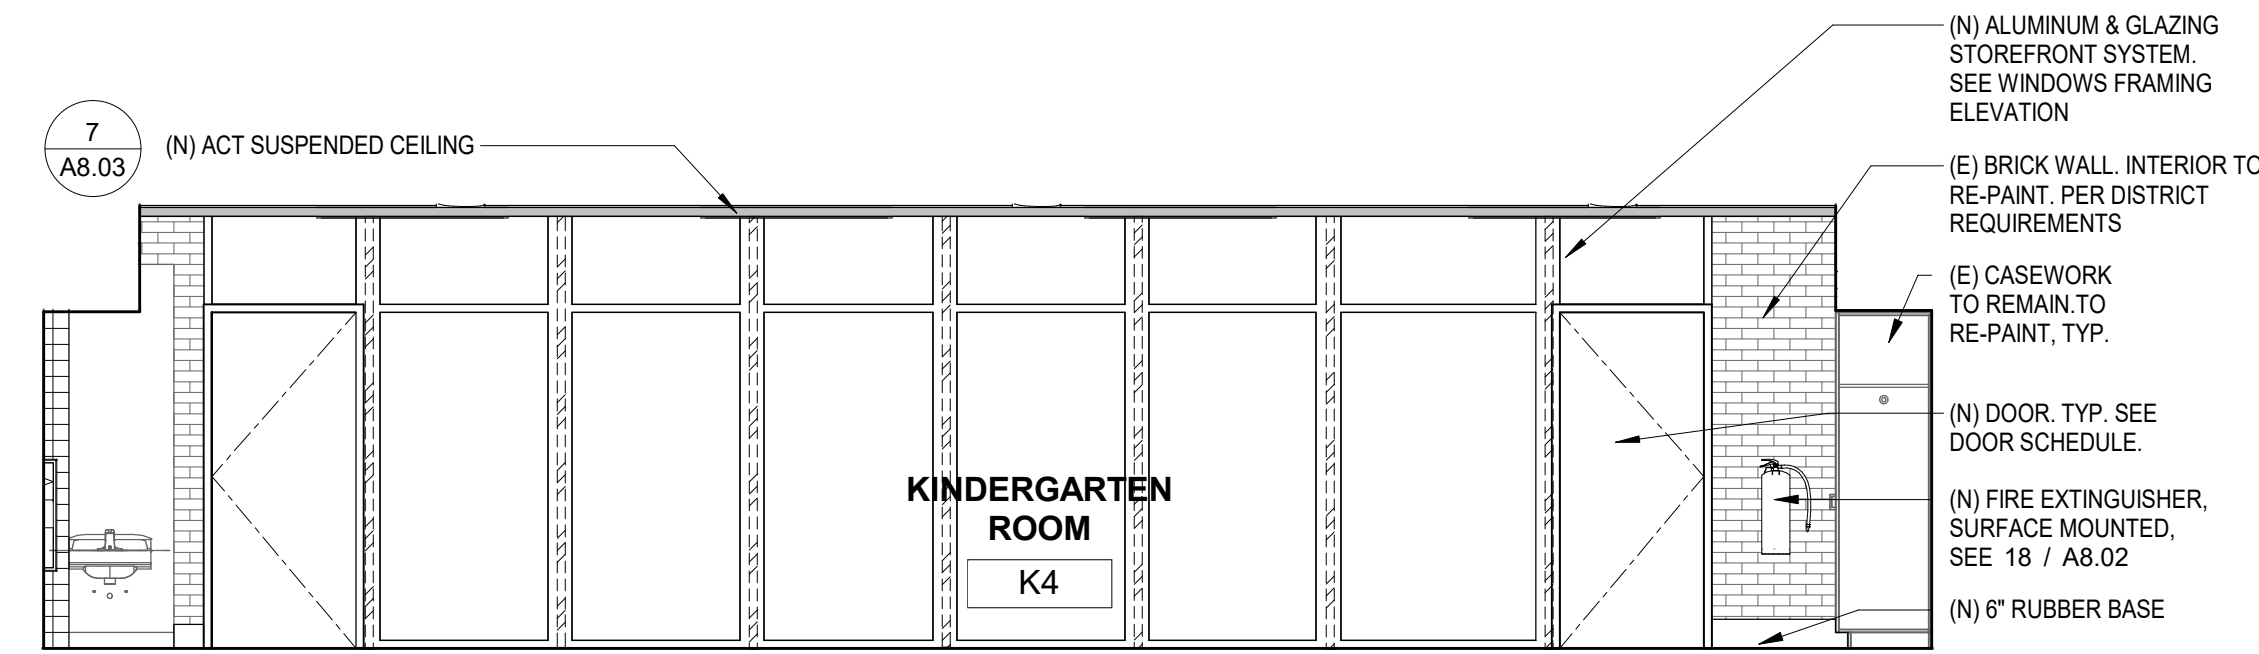 (N) ALUMINUM & GLAZING
STOREFRONT SYSTEM.
SEE WINDOWS FRAMING
ELEVATION
7
A8.03
(N) ACT SUSPENDED CEILING
(E) BRICK WALL. INTERIOR TO
RE-PAINT. PER DISTRICT
REQUIREMENTS
(E) CASEWORK
TO REMAIN.TO
RE-PAINT, TYP.
(N) DOOR. TYP. SEE
DOOR SCHEDULE.
KINDERGARTEN
ROOM
K4
(N) FIRE EXTINGUISHER,
SURFACE MOUNTED,
SEE 18 / A8.02
(N) 6" RUBBER BASE